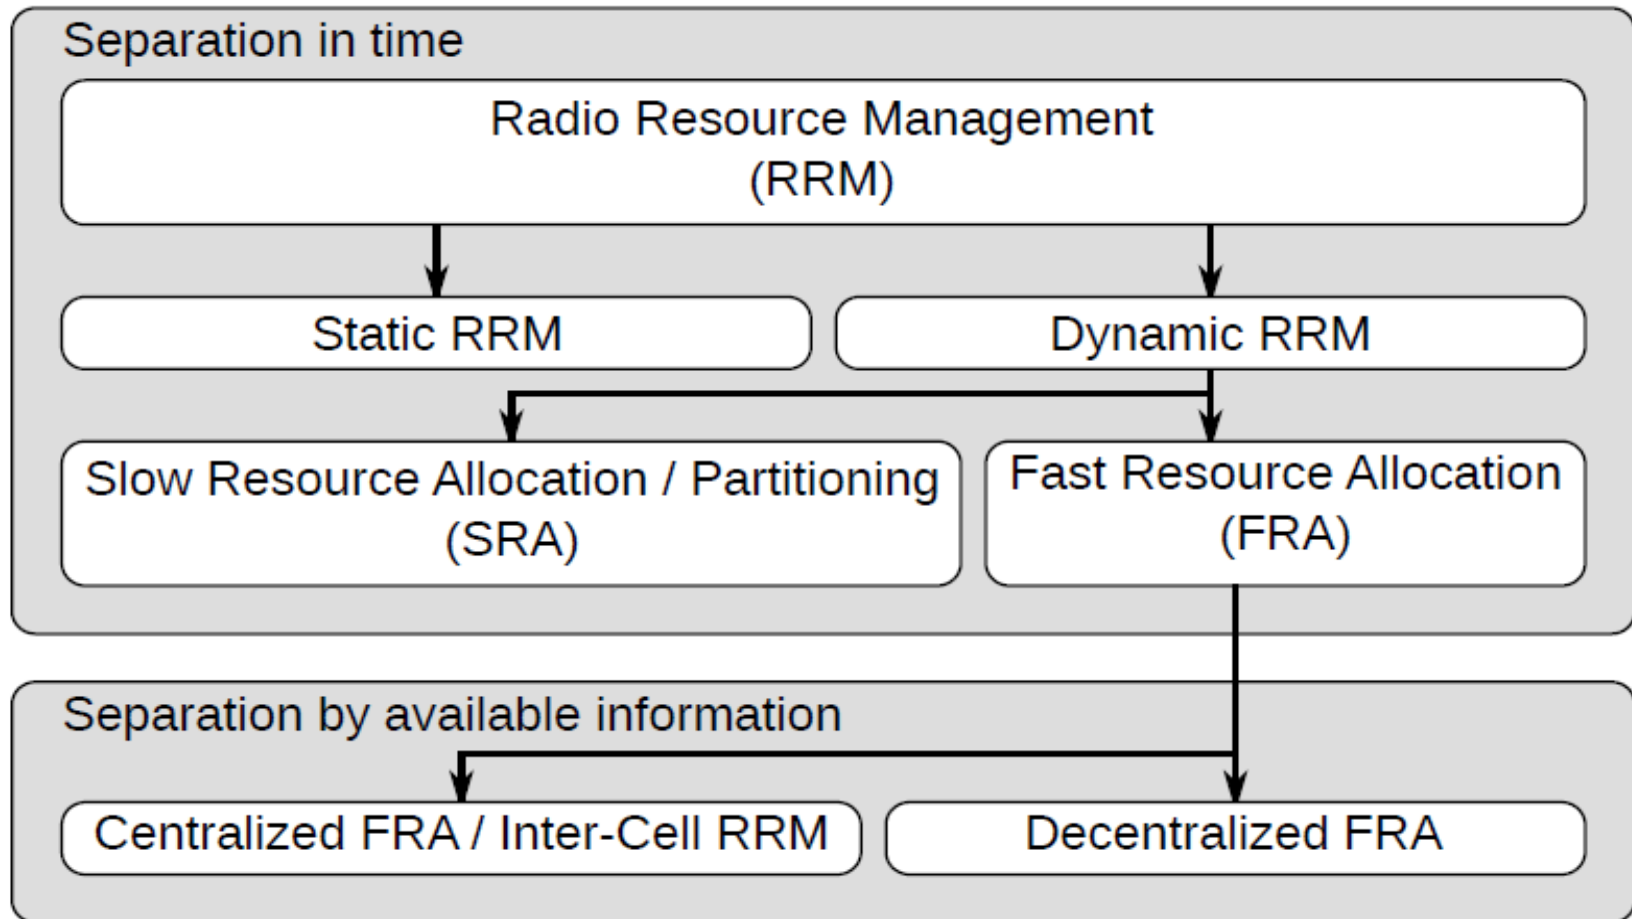 Separation in time
Radio Resource Management
(RRM)
Static RRM
Dynamic RRM
Slow Resource Allocation / Partitioning
(SRA)
Fast Resource Allocation
(FRA)
Separation by available information
Centralized FRA / Inter-Cell RRM
Decentralized FRA